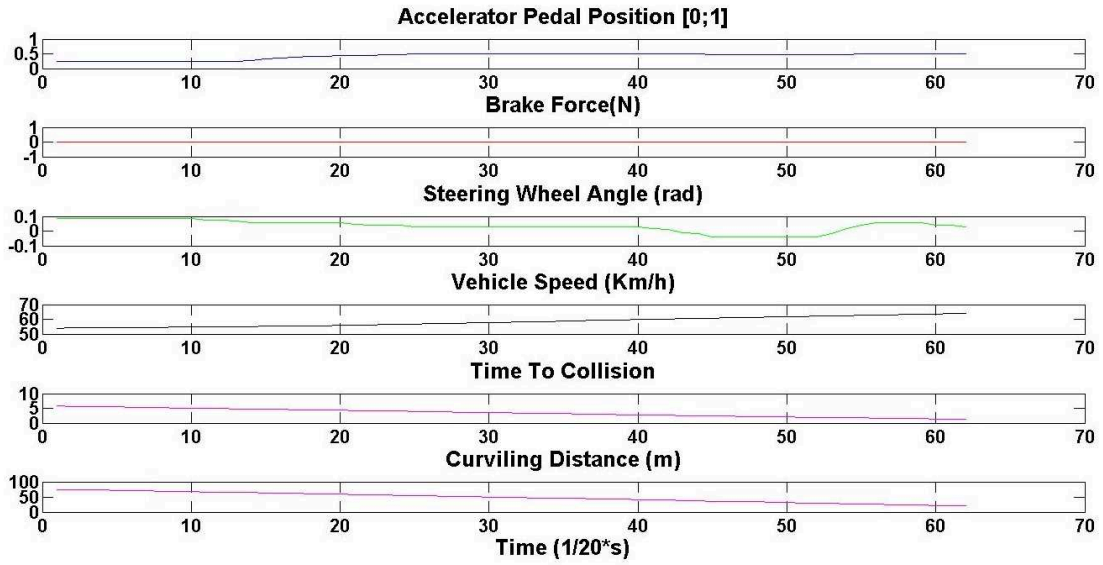 Accelerator Pedal Position [0;1]
1
0.5
0
0 10 20 30 40 50 60 70
Brake Force(N)
1
0
-1
0 10 20 30 40 50 60 70
Steering Wheel Angle (rad)
0.1
0
-0.1
0 10 20 30 40 50 60 70
Vehicle Speed (Km/h)
70
60
50
0 10 20 30 40 50 60 70
Time To Collision
10
5
0
0 10 20 30 40 50 60 70
Curviling Distance (m)
100
50
0
0 10 20 30 40 50 60 70
Time (1/20*s)